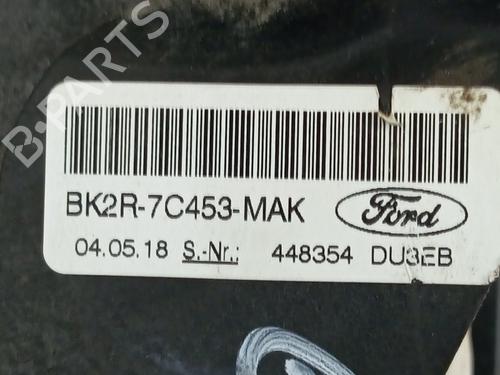 BK2R-7C453-MAK Ford
04.05.18 S.-Nr.: 448354 DU3EB
B-PARTS